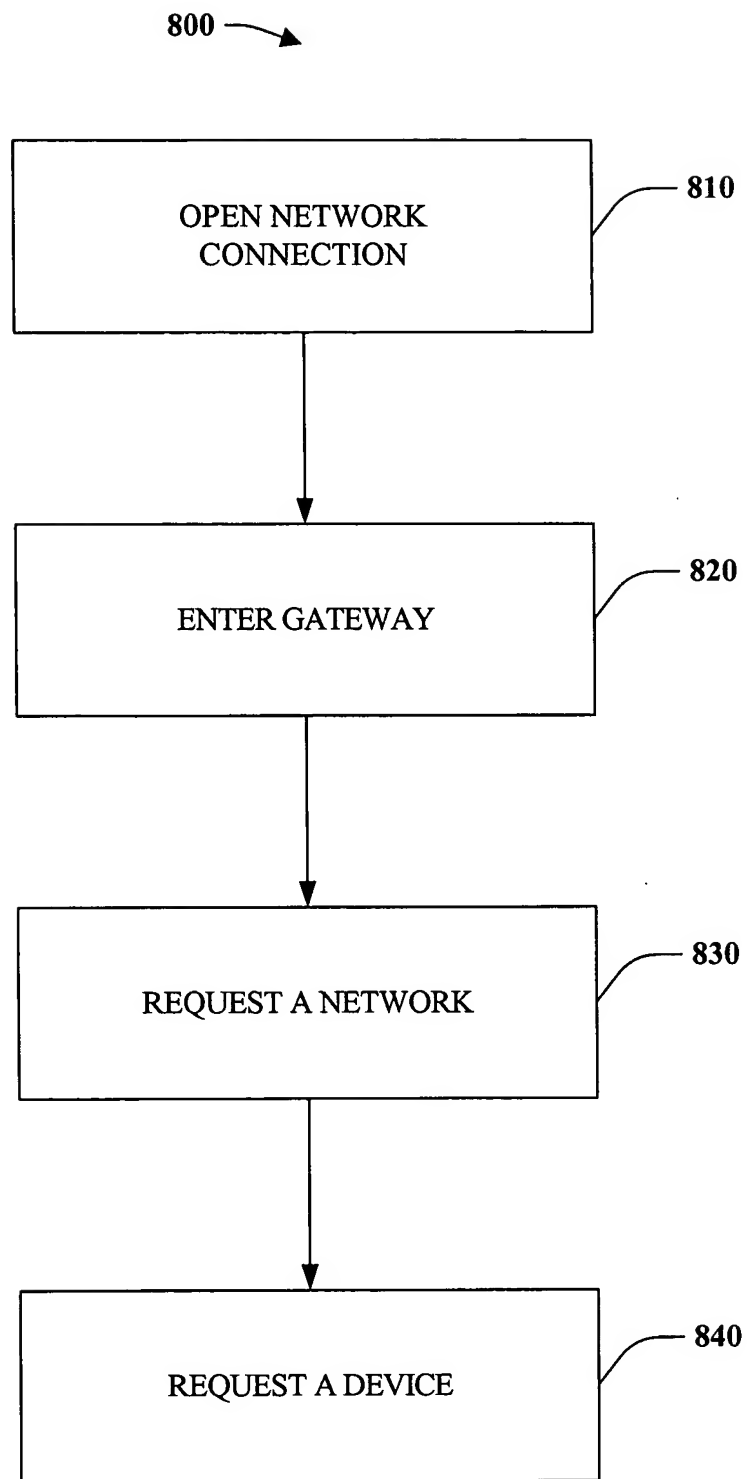 800
OPEN NETWORK
CONNECTION
810
ENTER GATEWAY
820
REQUEST A NETWORK
830
REQUEST A DEVICE
840